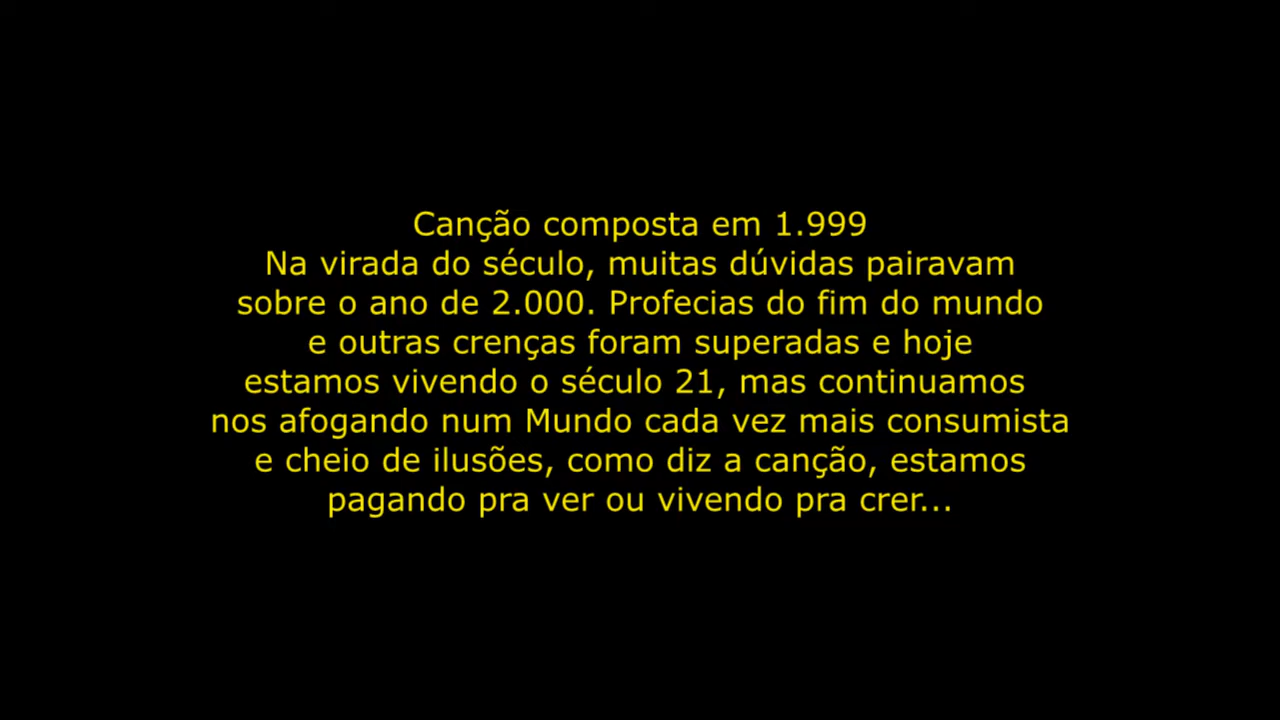 Canção composta em 1.999
Na virada do século, muitas dúvidas pairavam
sobre o ano de 2.000. Profecias do fim do mundo
e outras crenças foram superadas e hoje
estamos vivendo o século 21, mas continuamos
nos afogando num Mundo cada vez mais consumista
e cheio de ilusões, como diz a canção, estamos
pagando pra ver ou vivendo pra crer...